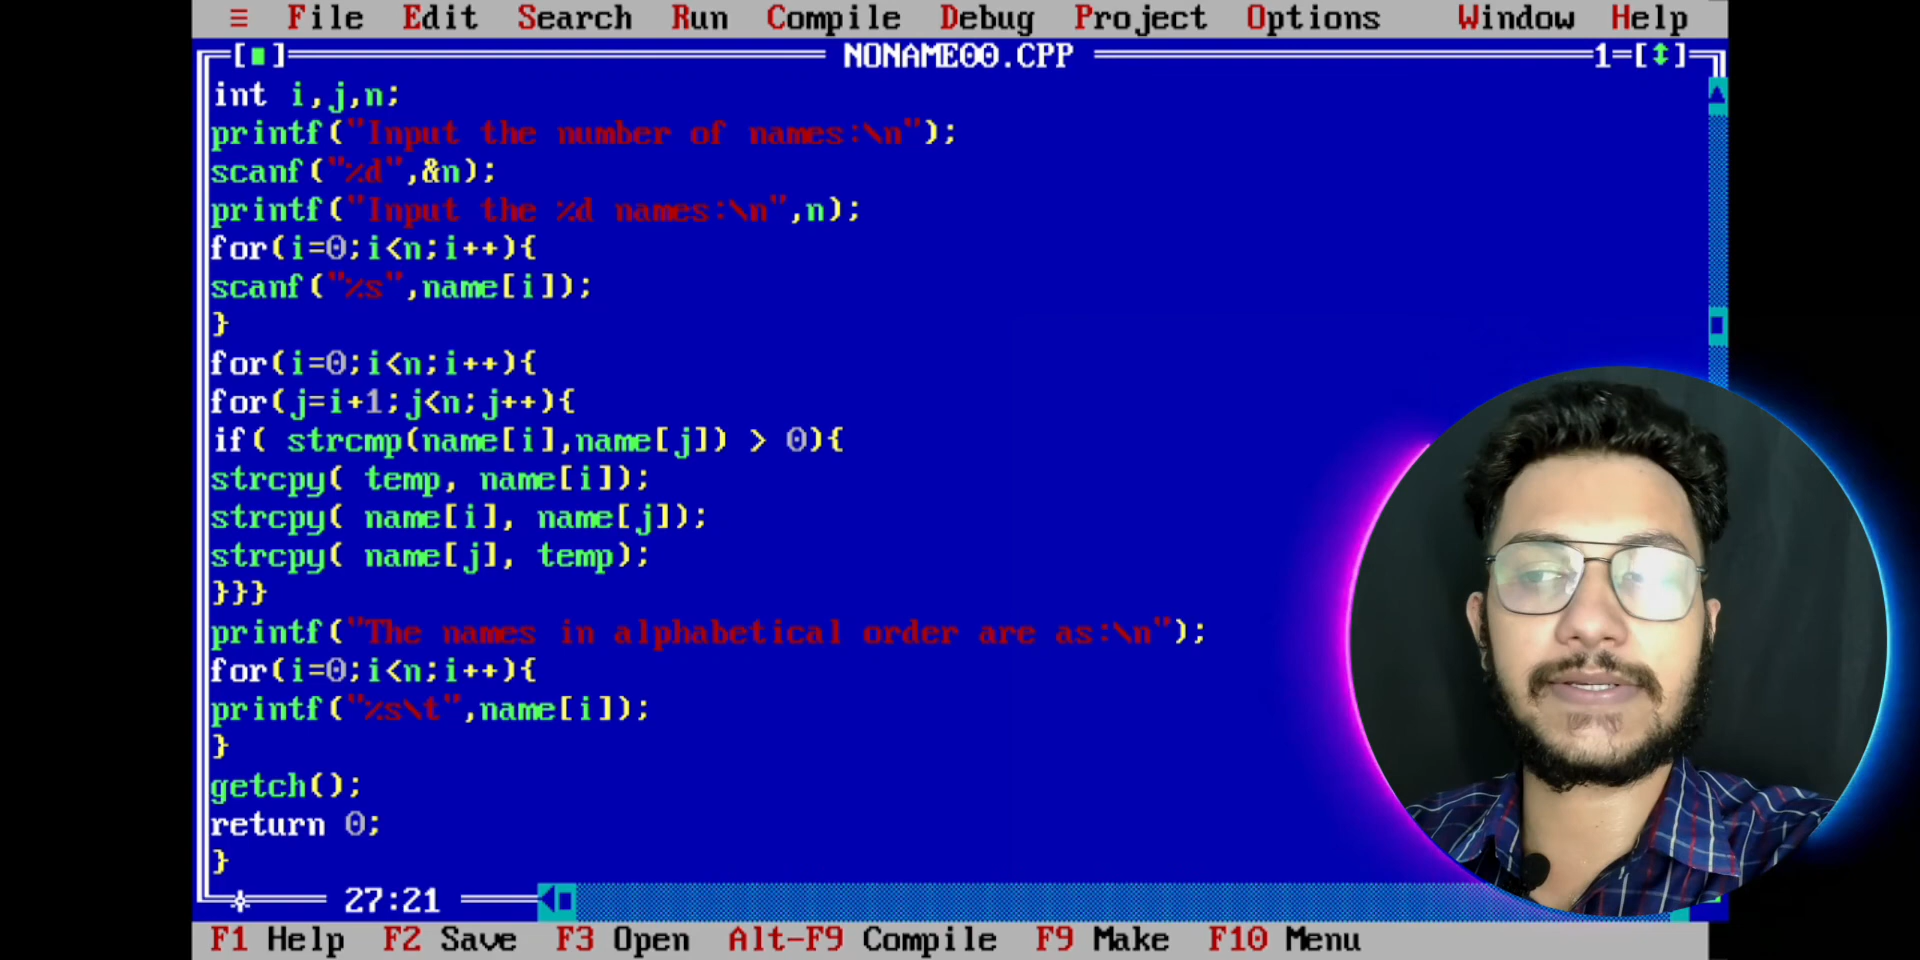 ≡ File Edit Search Run Compile Debug Project Options Window Help
[■] NONAME00.CPP 1=[↕]
int i,j,n;
printf("Input the number of names:\n");
scanf("%d",&n);
printf("Input the %d names:\n",n);
for(i=0;i<n;i++){
scanf("%s",name[i]);
}
for(i=0;i<n;i++){
for(j=i+1;j<n;j++){
if( strcmp(name[i],name[j]) > 0){
strcpy( temp, name[i]);
strcpy( name[i], name[j]);
strcpy( name[j], temp);
}}}
printf("The names in alphabetical order are as:\n");
for(i=0;i<n;i++){
printf("%s\t",name[i]);
}
getch();
return 0;
}
27:21
F1 Help F2 Save F3 Open Alt-F9 Compile F9 Make F10 Menu